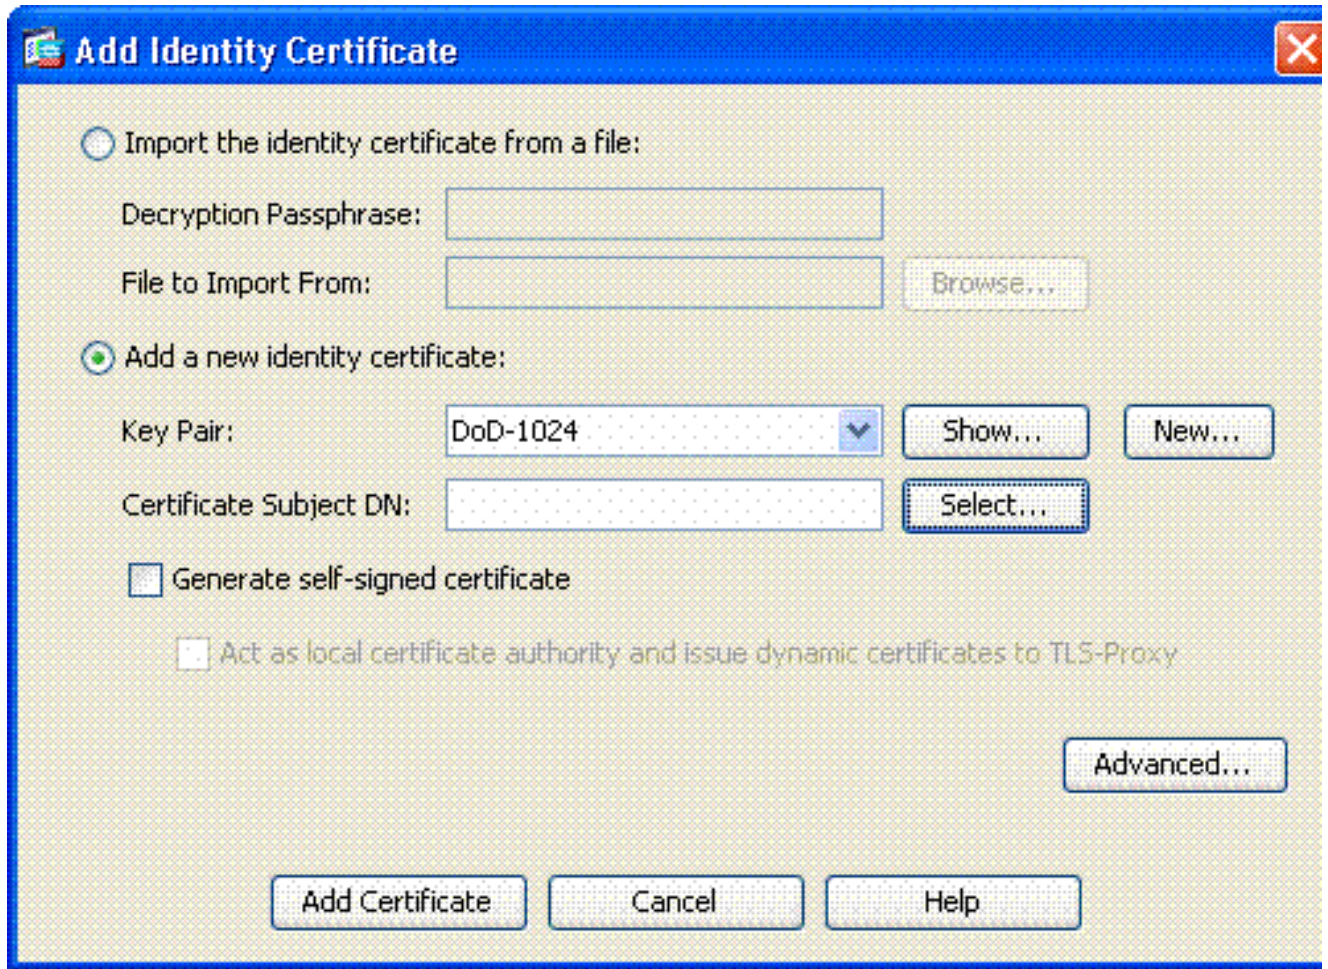 Add Identity Certificate
Import the identity certificate from a file:
Decryption Passphrase:
File to Import From: Browse...
Add a new identity certificate:
Key Pair: DoD-1024 Show... New...
Certificate Subject DN: Select...
Generate self-signed certificate
Act as local certificate authority and issue dynamic certificates to TLS-Proxy
Advanced...
Add Certificate Cancel Help